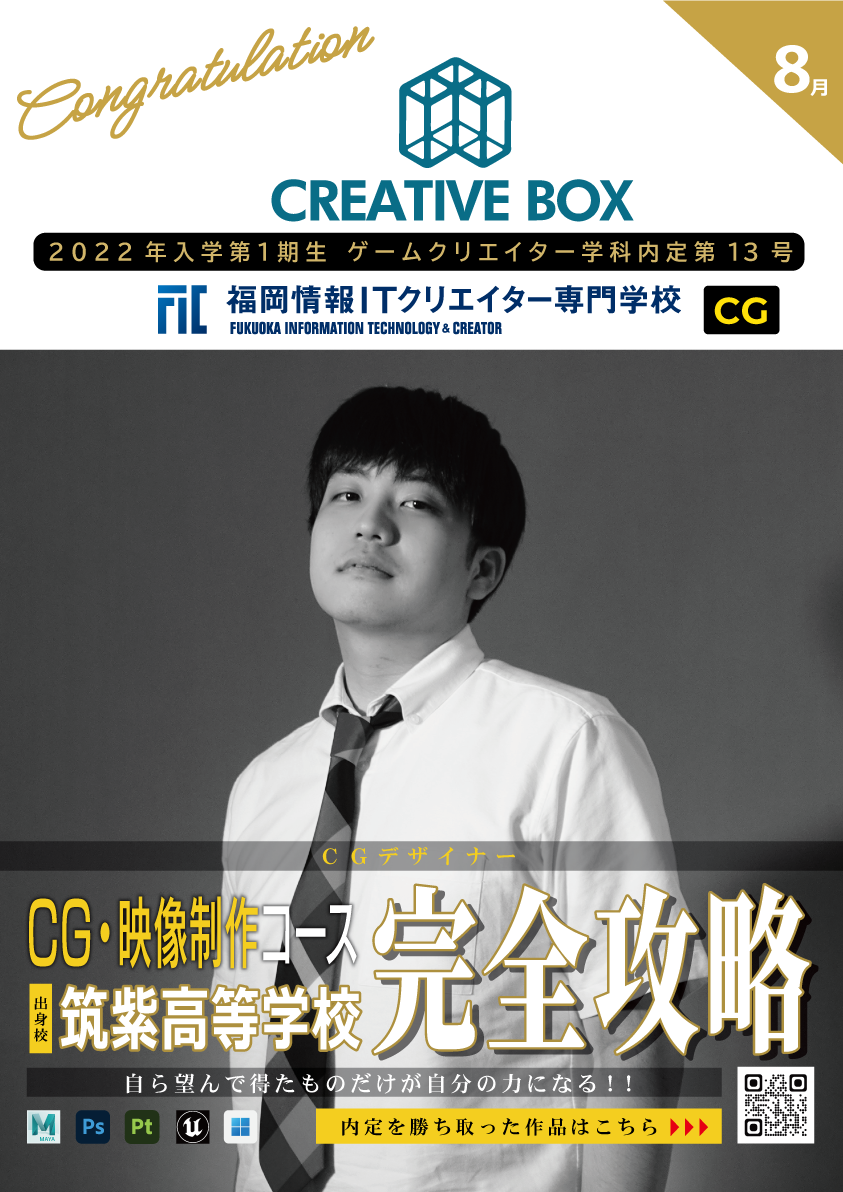 Congratulation
8月
CREATIVE BOX
2022年入学第1期生 ゲームクリエイター学科内定第13号
FIC 福岡情報ITクリエイター専門学校
FUKUOKA INFORMATION TECHNOLOGY & CREATOR
CG
CGデザイナー
CG・映像制作コース
出身校
筑紫高等学校
完全攻略
自ら望んで得たものだけが自分の力になる!!
M
MAYA
Ps
Pt
内定を勝ち取った作品はこちら